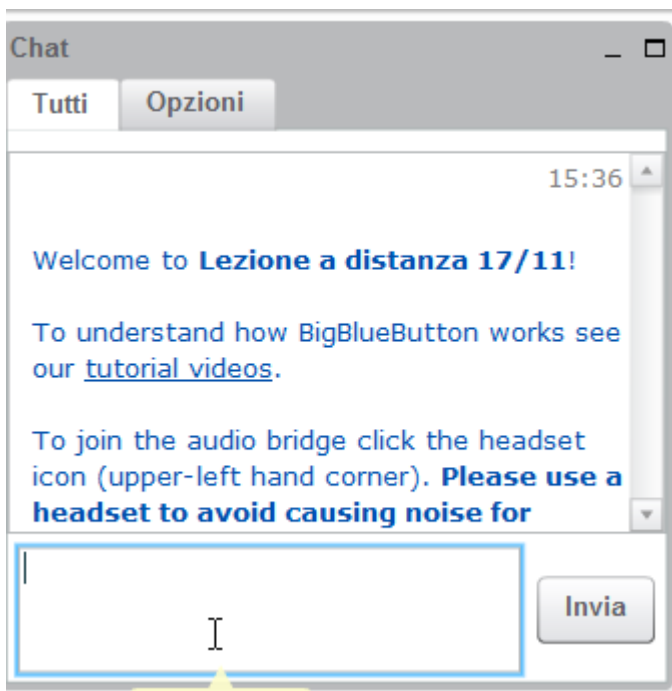 Chat
Tutti Opzioni
15:36
Welcome to Lezione a distanza 17/11!
To understand how BigBlueButton works see
our tutorial videos.
To join the audio bridge click the headset
icon (upper-left hand corner). Please use a
headset to avoid causing noise for
Invia